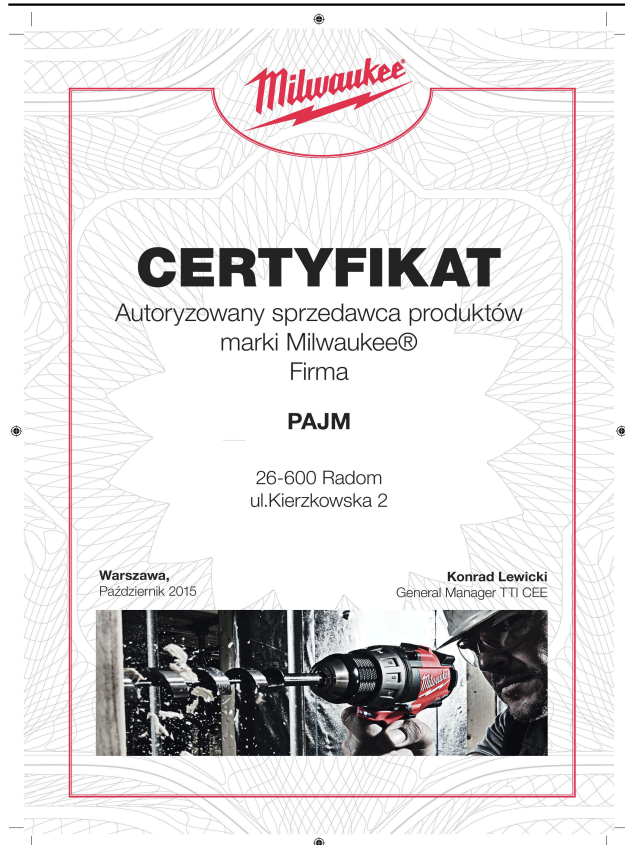 Milwaukee®
CERTYFIKAT
Autoryzowany sprzedawca produktów
marki Milwaukee®
Firma
PAJM
26-600 Radom
ul.Kierzkowska 2
Warszawa,
Październik 2015
Konrad Lewicki
General Manager TTI CEE
Milwaukee